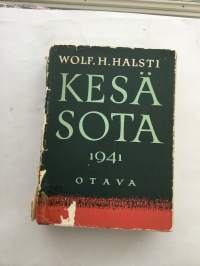 WOLF. H. HALSTI
KESÄ
SOTA
1941
OTAVA